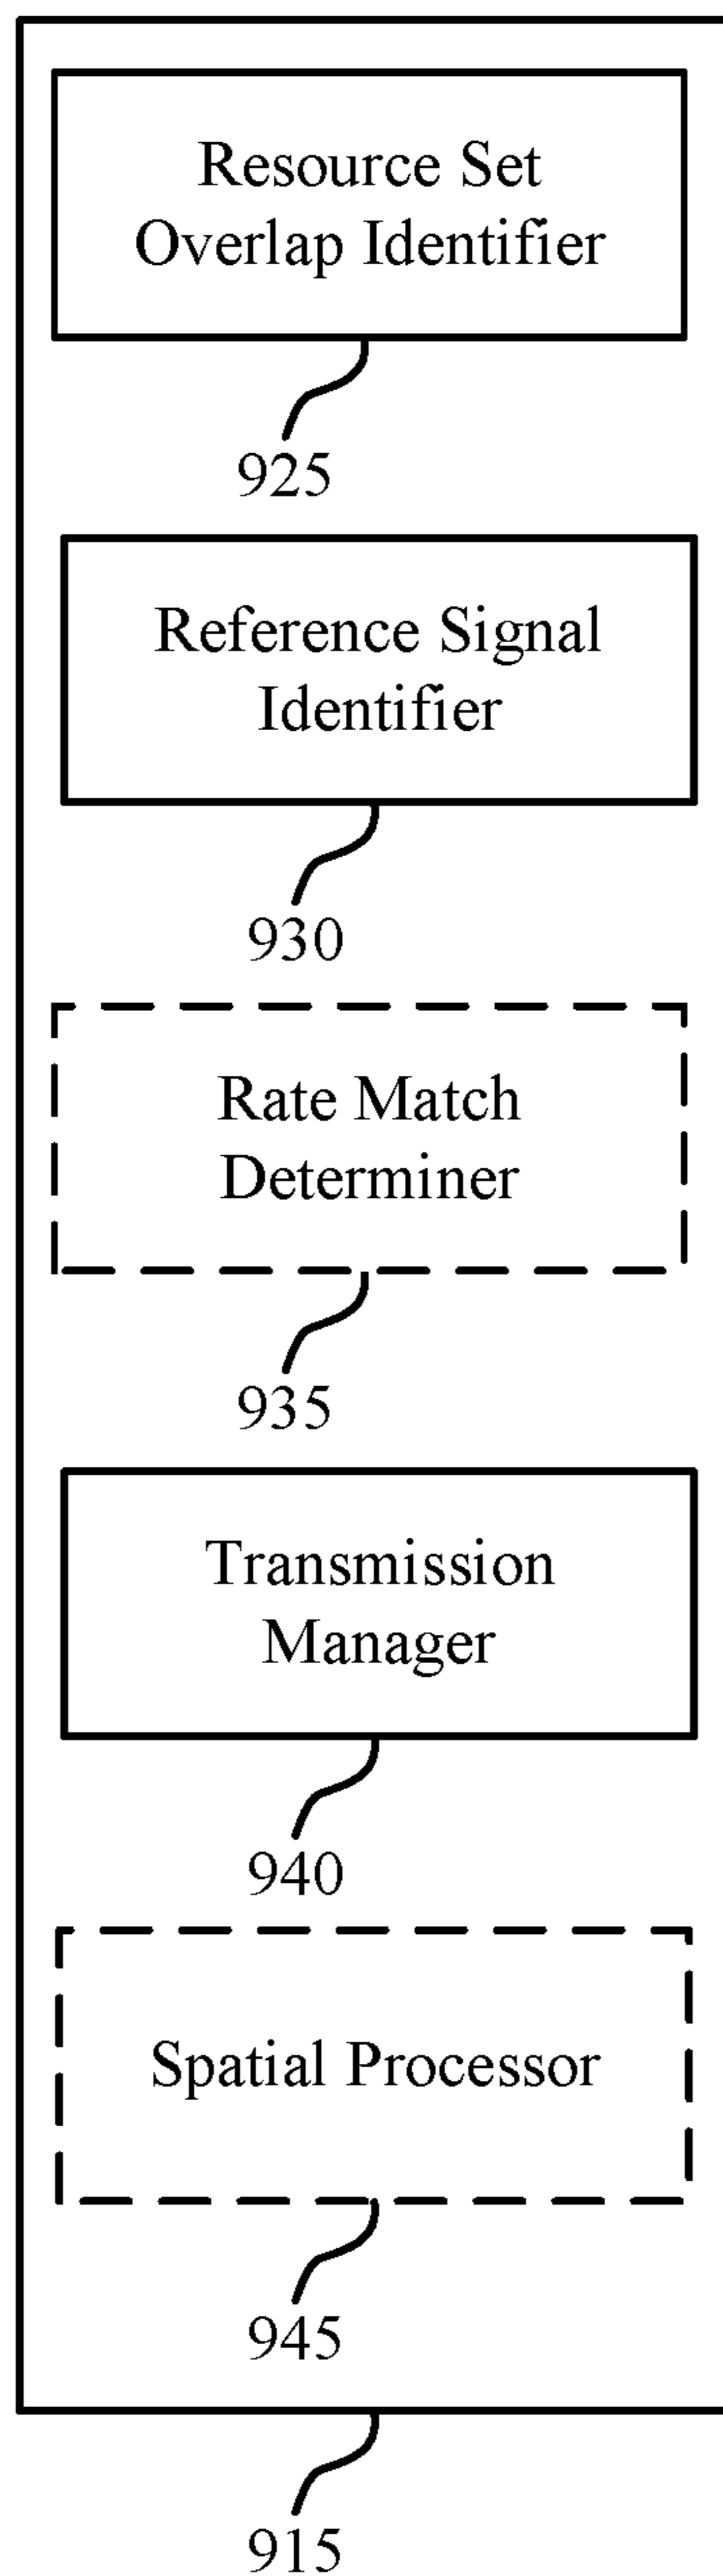 Resource Set
Overlap Identifier
925
Reference Signal
Identifier
930
Rate Match
Determiner
935
Transmission
Manager
940
Spatial Processor
945
915